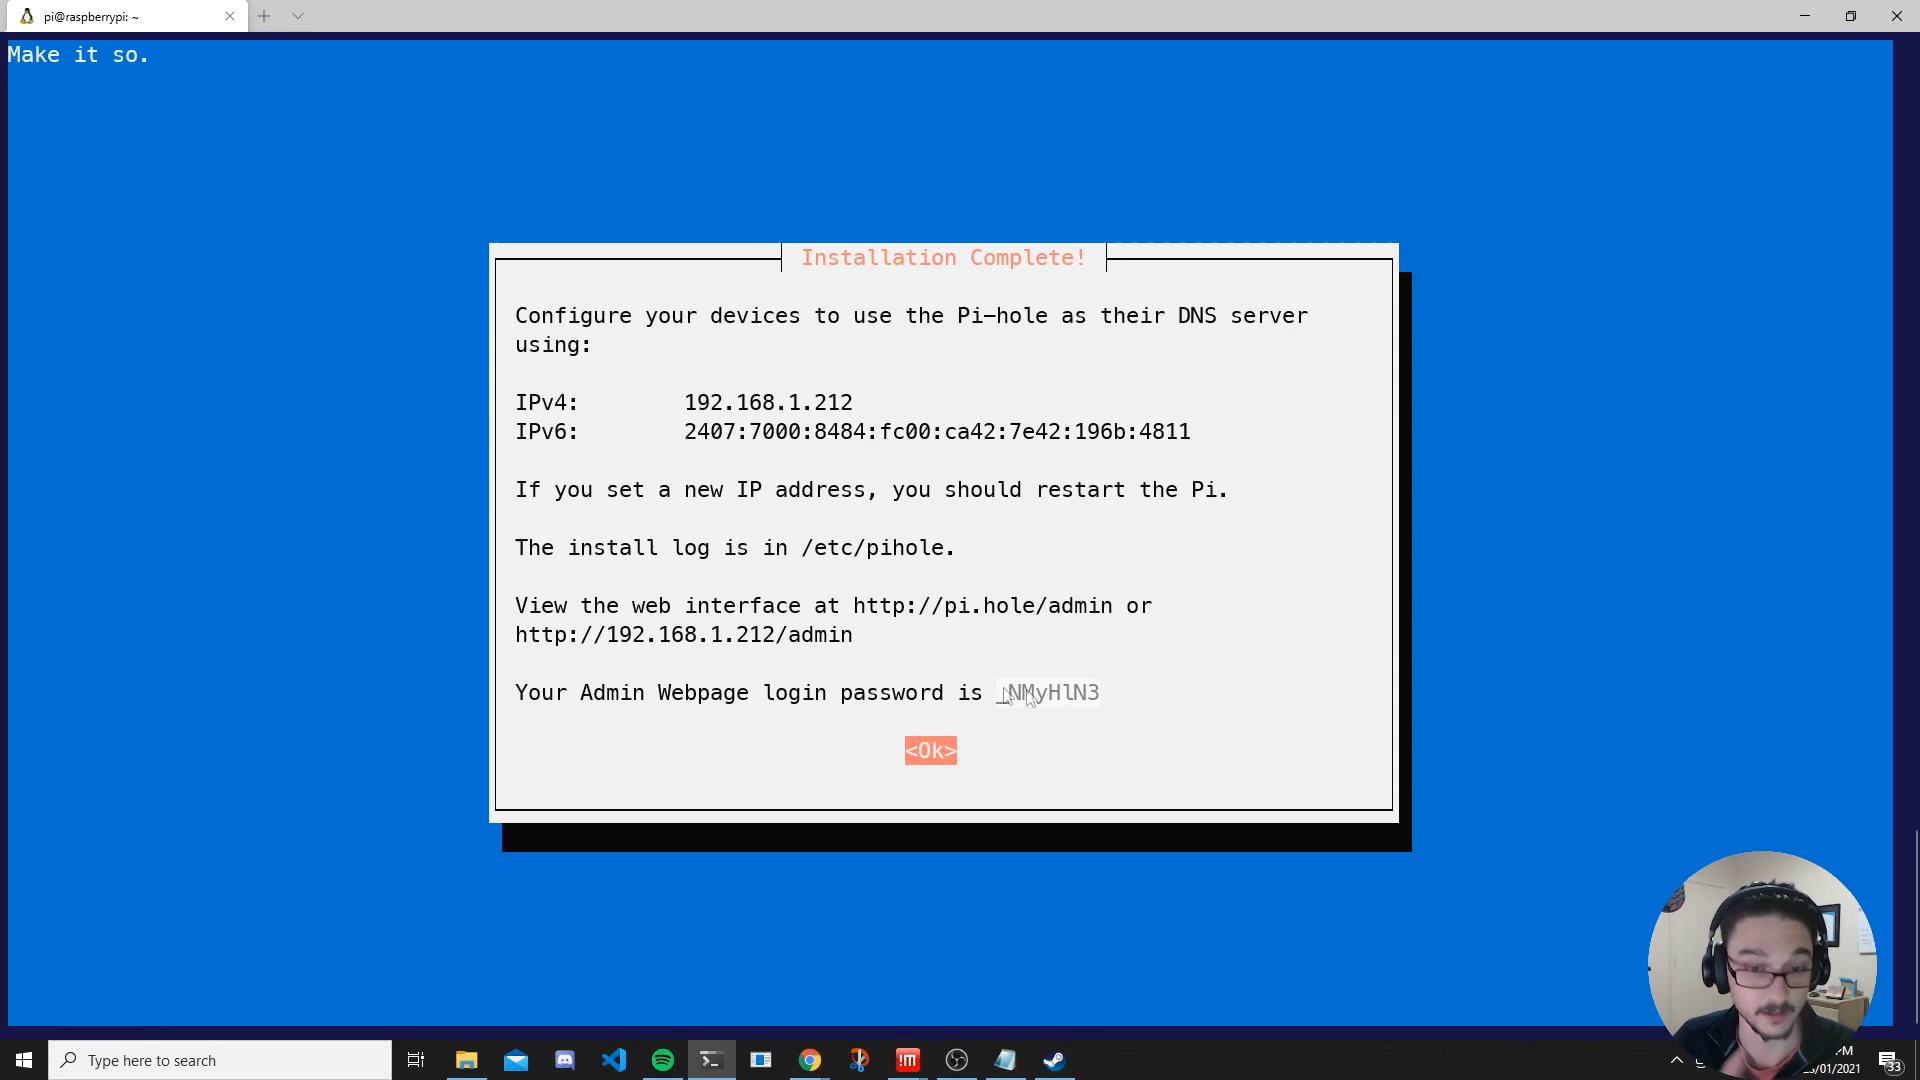 pi@raspberrypi: ~
Make it so.
Installation Complete!
Configure your devices to use the Pi-hole as their DNS server
using:
IPv4: 192.168.1.212
IPv6: 2407:7000:8484:fc00:ca42:7e42:196b:4811
If you set a new IP address, you should restart the Pi.
The install log is in /etc/pihole.
View the web interface at http://pi.hole/admin or
http://192.168.1.212/admin
Your Admin Webpage login password is _NMyHlN3
<Ok>
Type here to search
!M
33